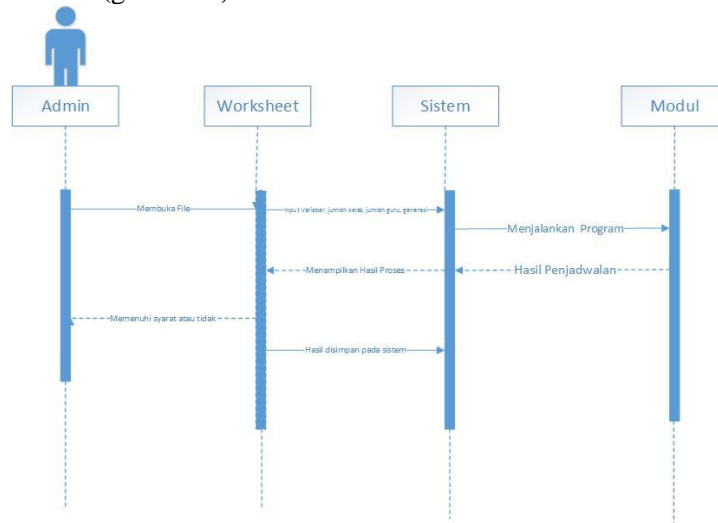 Admin
Worksheet
Sistem
Modul
Membuka File
Input Variabel: jumlah kelas, jumlah guru, generasi
Menjalankan Program
Menampilkan Hasil Proses
Hasil Penjadwalan
Memenuhi syarat atau tidak
Hasil disimpan pada sistem